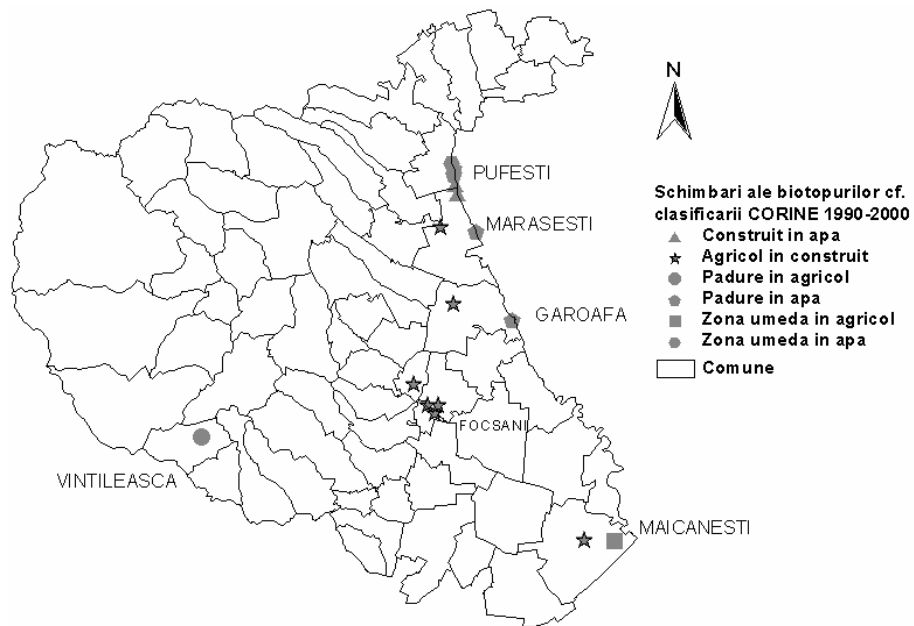 N
PUFESTI
MARASESTI
GAROAFA
FOCSANI
VINTILEASCA
MAICANESTI
Schimbari ale biotopurilor cf.
clasificarii CORINE 1990-2000
Construit in apa
Agricol in construit
Padure in agricol
Padure in apa
Zona umeda in agricol
Zona umeda in apa
Comune